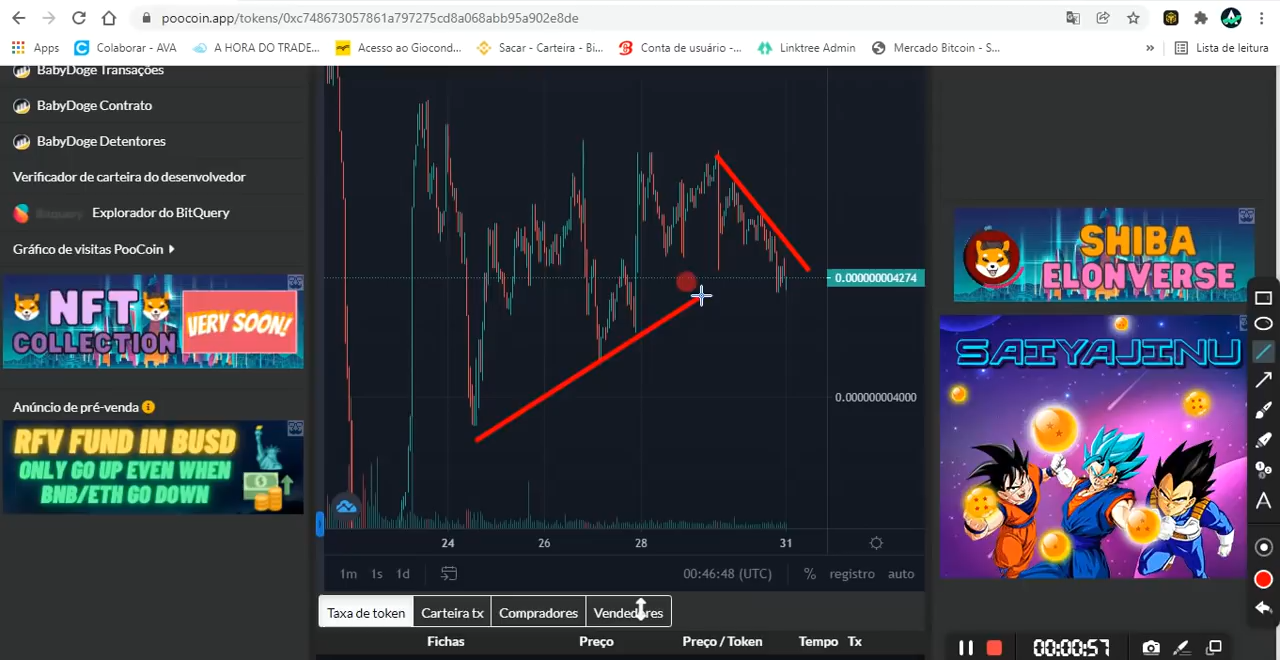 poocoin.app/tokens/0xc748673057861a797275cd8a068abb95a902e8de
Apps
Colaborar - AVA
A HORA DO TRADE...
Acesso ao Giocond...
Sacar - Carteira - Bi...
Conta de usuário -...
Linktree Admin
Mercado Bitcoin - S...
»
Lista de leitura
BabyDoge Transações
BabyDoge Contrato
BabyDoge Detentores
Verificador de carteira do desenvolvedor
Bitquery
Explorador do BitQuery
Gráfico de visitas PooCoin
NFT
COLLECTION
VERY SOON!
Anúncio de pré-venda
RFV FUND IN BUSD
ONLY GO UP EVEN WHEN
BNB/ETH GO DOWN
0.000000004274
0.000000004000
24
26
28
31
1m
1s
1d
00:46:48 (UTC)
%
registro
auto
Taxa de token
Carteira tx
Compradores
Vendedores
Fichas
Preço
Preço / Token
Tempo
Tx
SHIBA
ELONVERSE
SAIYAJINU
A
00:00:57